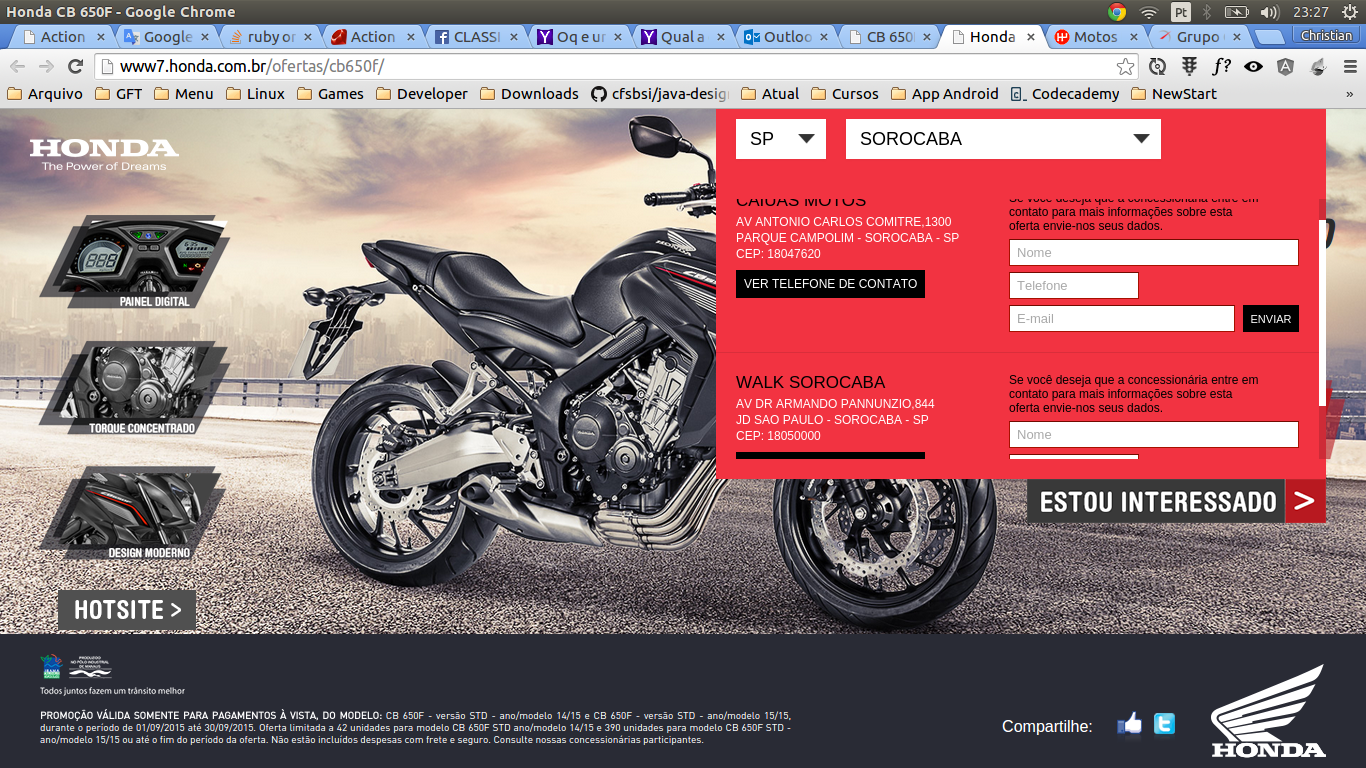 Honda CB 650F - Google Chrome
Pt
23:27
Action
Google
ruby or
Action
CLASSI
Oq e ur
Qual a
Outloo
CB 650
Honda
Motos
Grupo
Christian
www7.honda.com.br/ofertas/cb650f/
f?
Arquivo
GFT
Menu
Linux
Games
Developer
Downloads
cfsbsi/java-desig
Atual
Cursos
App Android
Codecademy
NewStart
»
HONDA
The Power of Dreams
PAINEL DIGITAL
TORQUE CONCENTRADO
DESIGN MODERNO
HOTSITE >
SP
SOROCABA
CAIUAS MOTOS
AV ANTONIO CARLOS COMITRE,1300
PARQUE CAMPOLIM - SOROCABA - SP
CEP: 18047620
VER TELEFONE DE CONTATO
Se você deseja que a concessionária entre em
contato para mais informações sobre esta
oferta envie-nos seus dados.
Nome
Telefone
E-mail
ENVIAR
WALK SOROCABA
AV DR ARMANDO PANNUNZIO,844
JD SAO PAULO - SOROCABA - SP
CEP: 18050000
Se você deseja que a concessionária entre em
contato para mais informações sobre esta
oferta envie-nos seus dados.
Nome
ESTOU INTERESSADO >
PRODUZIDO
NO PÓLO INDUSTRIAL
DE MANAUS
Todos juntos fazem um trânsito melhor
PROMOÇÃO VÁLIDA SOMENTE PARA PAGAMENTOS À VISTA, DO MODELO: CB 650F - versão STD - ano/modelo 14/15 e CB 650F - versão STD - ano/modelo 15/15,
durante o período de 01/09/2015 até 30/09/2015. Oferta limitada a 42 unidades para modelo CB 650F STD ano/modelo 14/15 e 390 unidades para modelo CB 650F STD -
ano/modelo 15/15 ou até o fim do período da oferta. Não estão incluídos despesas com frete e seguro. Consulte nossas concessionárias participantes.
Compartilhe:
HONDA